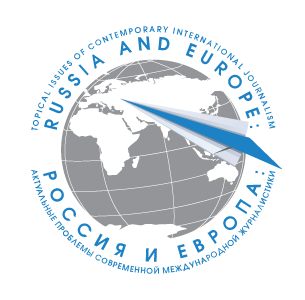 TOPICAL ISSUES OF CONTEMPORARY INTERNATIONAL JOURNALISM
RUSSIA AND EUROPE:
РОССИЯ И ЕВРОПА:
АКТУАЛЬНЫЕ ПРОБЛЕМЫ СОВРЕМЕННОЙ МЕЖДУНАРОДНОЙ ЖУРНАЛИСТИКИ